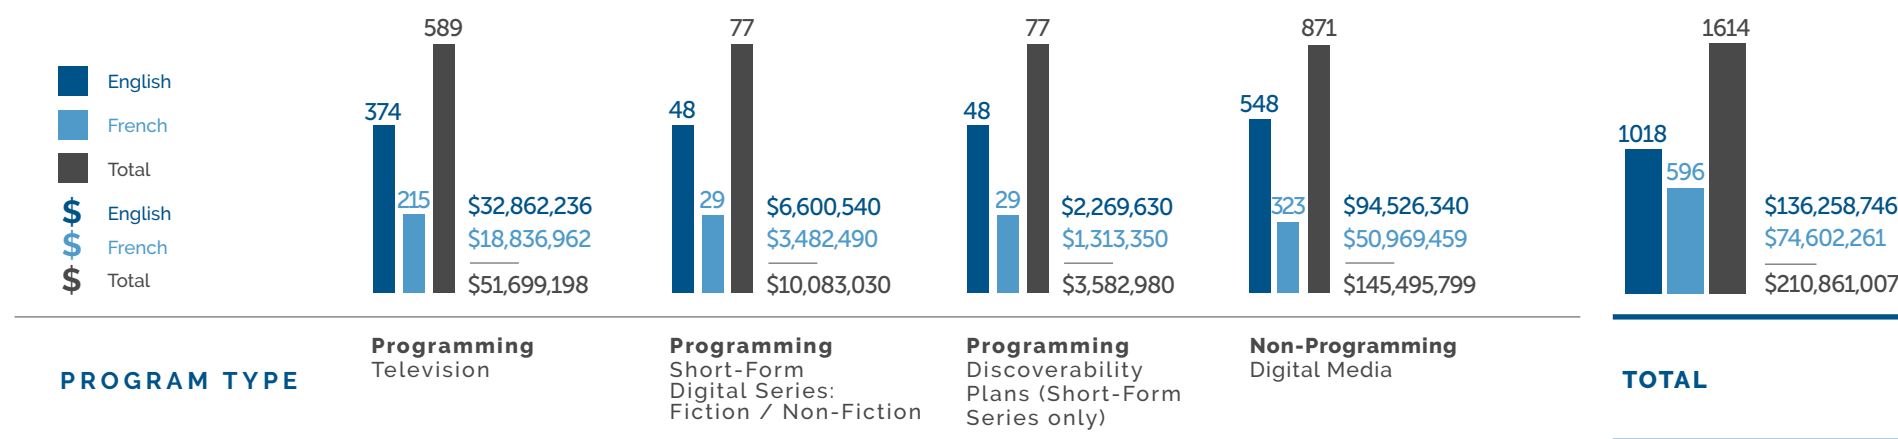 English
French
Total
$ English
$ French
$ Total
589
374
215
$32,862,236
$18,836,962
$51,699,198
77
48
29
$6,600,540
$3,482,490
$10,083,030
77
48
29
$2,269,630
$1,313,350
$3,582,980
871
548
323
$94,526,340
$50,969,459
$145,495,799
1614
1018
596
$136,258,746
$74,602,261
$210,861,007
PROGRAM TYPE
Programming
Television
Programming
Short-Form
Digital Series:
Fiction / Non-Fiction
Programming
Discoverability
Plans (Short-Form
Series only)
Non-Programming
Digital Media
TOTAL